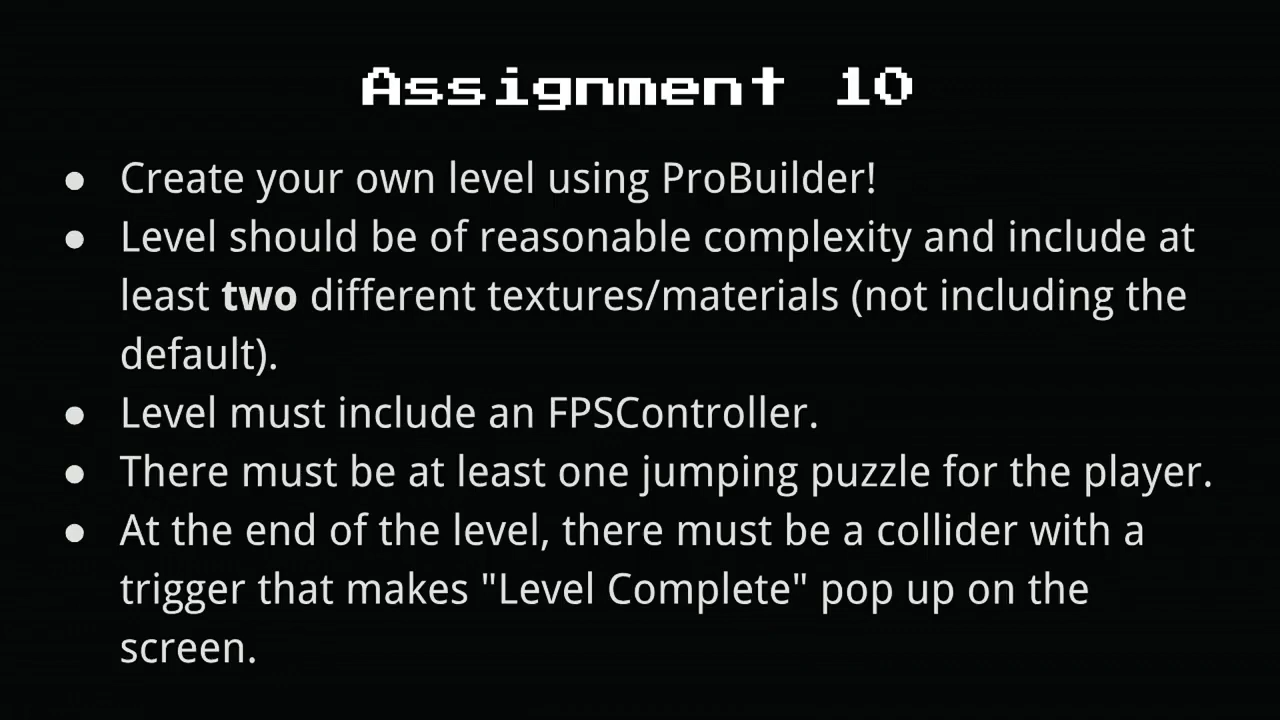 Assignment 10
● Create your own level using ProBuilder!
● Level should be of reasonable complexity and include at
least two different textures/materials (not including the
default).
● Level must include an FPSController.
● There must be at least one jumping puzzle for the player.
● At the end of the level, there must be a collider with a
trigger that makes "Level Complete" pop up on the
screen.